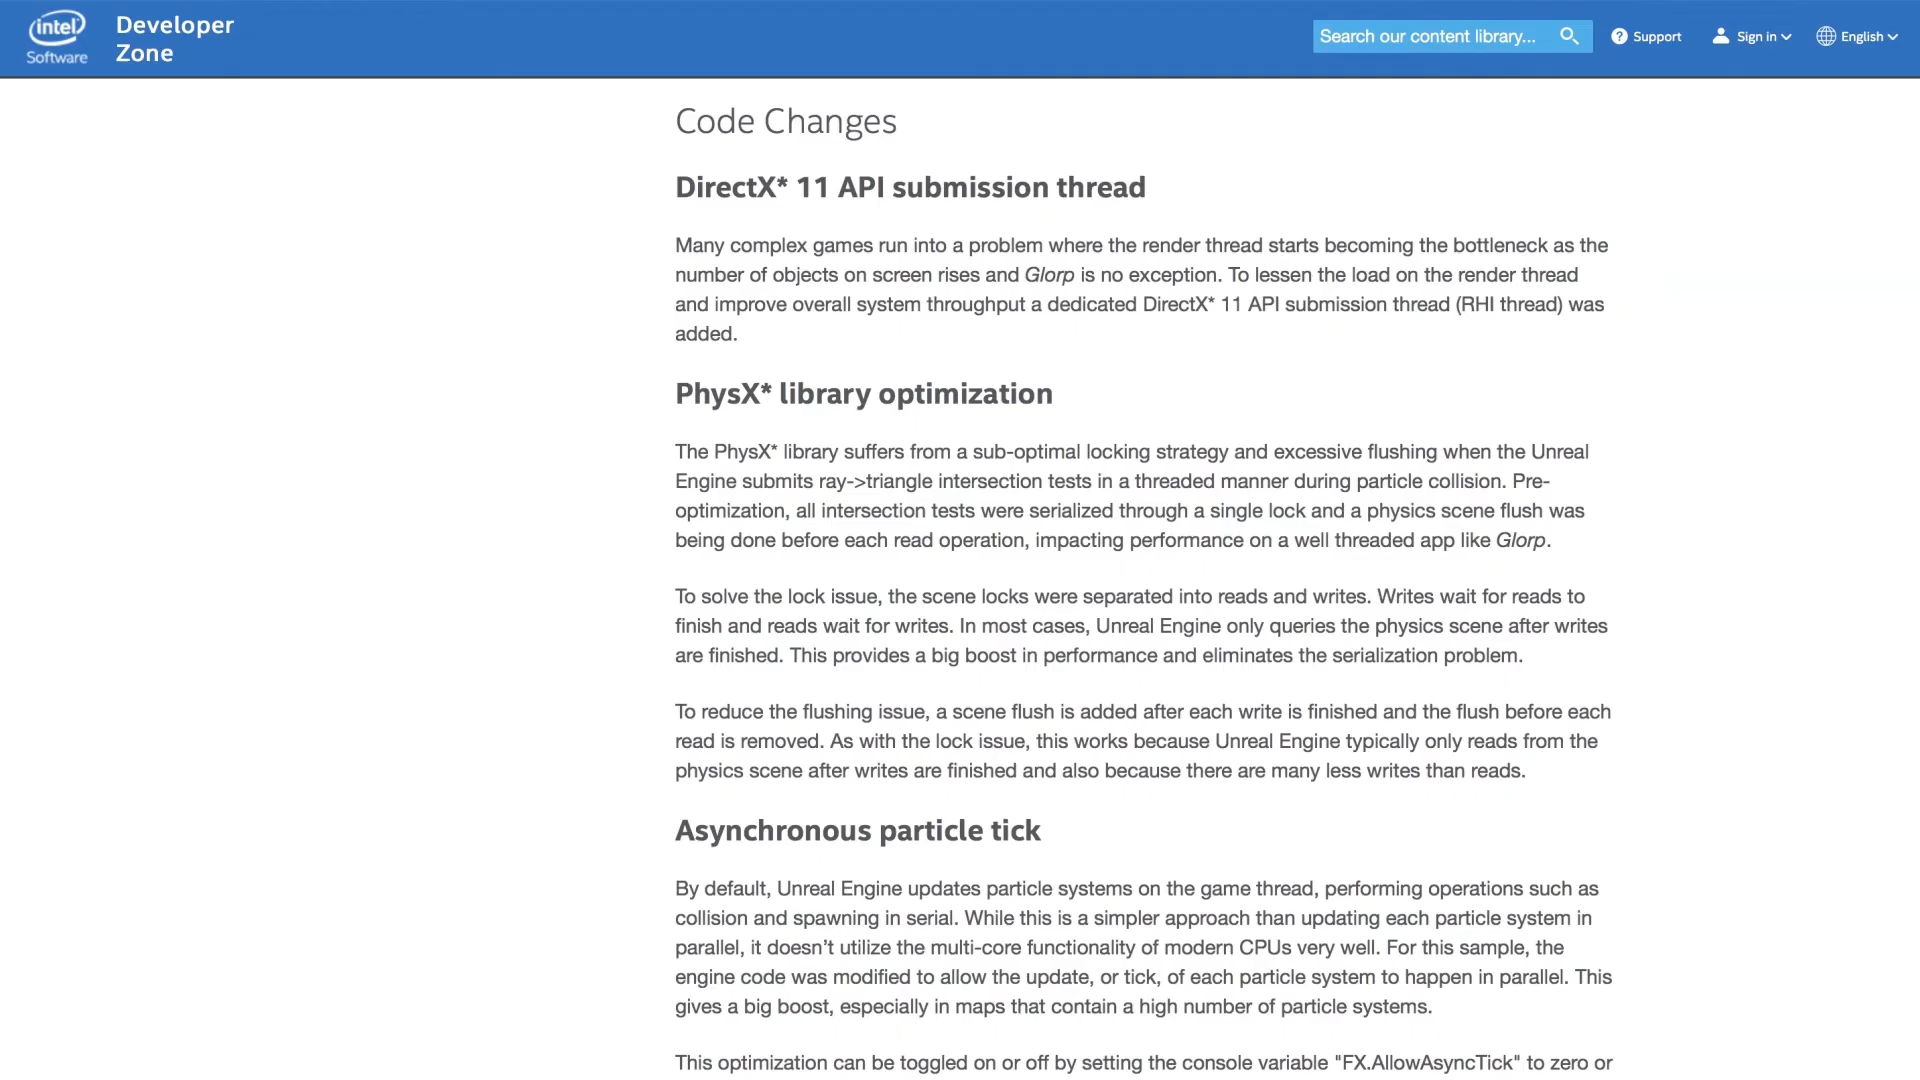 intel
Software
Developer
Zone
Search our content library...
Support
Sign in
English
Code Changes
DirectX* 11 API submission thread
Many complex games run into a problem where the render thread starts becoming the bottleneck as the
number of objects on screen rises and Glorp is no exception. To lessen the load on the render thread
and improve overall system throughput a dedicated DirectX* 11 API submission thread (RHI thread) was
added.
PhysX* library optimization
The PhysX* library suffers from a sub-optimal locking strategy and excessive flushing when the Unreal
Engine submits ray->triangle intersection tests in a threaded manner during particle collision. Pre-
optimization, all intersection tests were serialized through a single lock and a physics scene flush was
being done before each read operation, impacting performance on a well threaded app like Glorp.
To solve the lock issue, the scene locks were separated into reads and writes. Writes wait for reads to
finish and reads wait for writes. In most cases, Unreal Engine only queries the physics scene after writes
are finished. This provides a big boost in performance and eliminates the serialization problem.
To reduce the flushing issue, a scene flush is added after each write is finished and the flush before each
read is removed. As with the lock issue, this works because Unreal Engine typically only reads from the
physics scene after writes are finished and also because there are many less writes than reads.
Asynchronous particle tick
By default, Unreal Engine updates particle systems on the game thread, performing operations such as
collision and spawning in serial. While this is a simpler approach than updating each particle system in
parallel, it doesn’t utilize the multi-core functionality of modern CPUs very well. For this sample, the
engine code was modified to allow the update, or tick, of each particle system to happen in parallel. This
gives a big boost, especially in maps that contain a high number of particle systems.
This optimization can be toggled on or off by setting the console variable "FX.AllowAsyncTick" to zero or